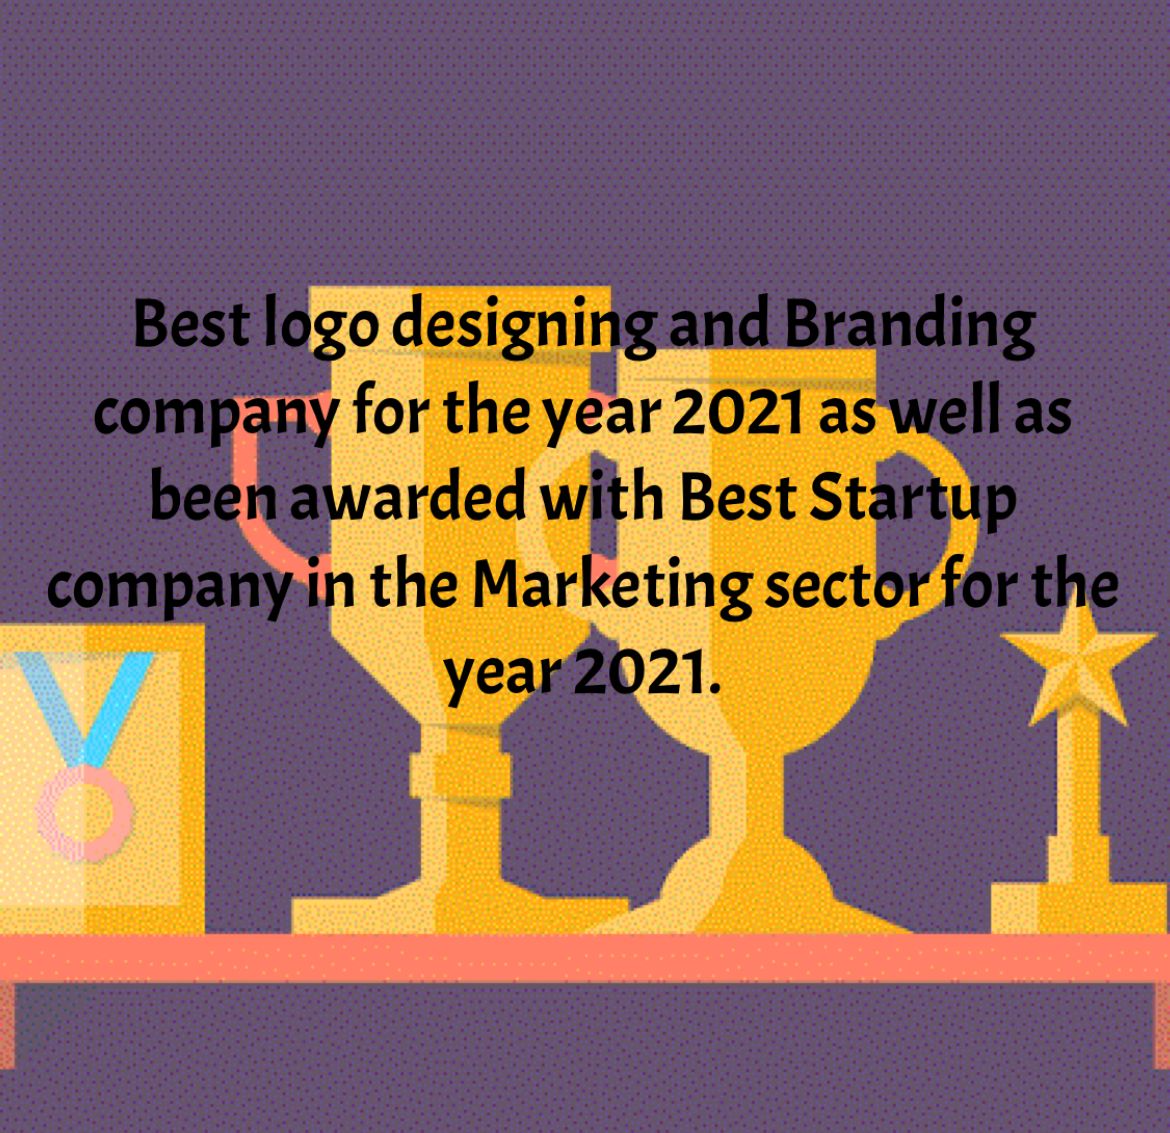 Best logo designing and Branding
company for the year 2021 as well as
been awarded with Best Startup
company in the Marketing sector for the
year 2021.